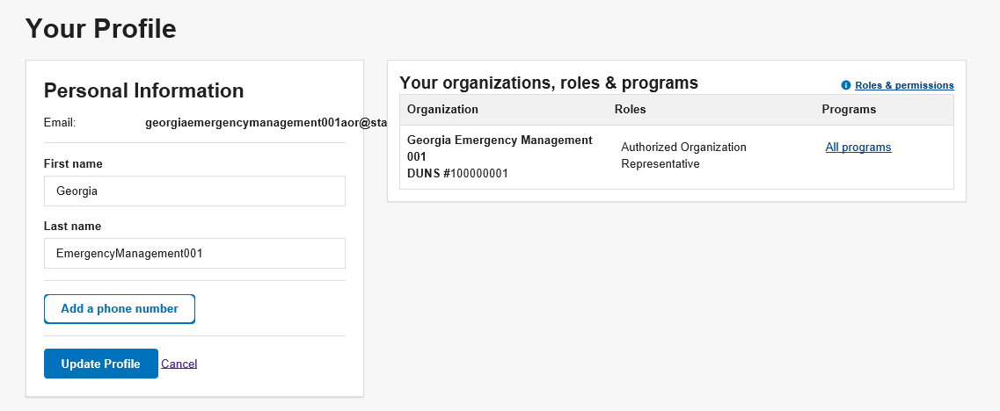 Your Profile
Personal Information
Email: georgiaemergencymanagement001aor@sta
First name
Georgia
Last name
EmergencyManagement001
Add a phone number
Update Profile Cancel
Your organizations, roles & programs
Roles & permissions
Organization Roles Programs
Georgia Emergency Management
001
DUNS #100000001
Authorized Organization
Representative
All programs